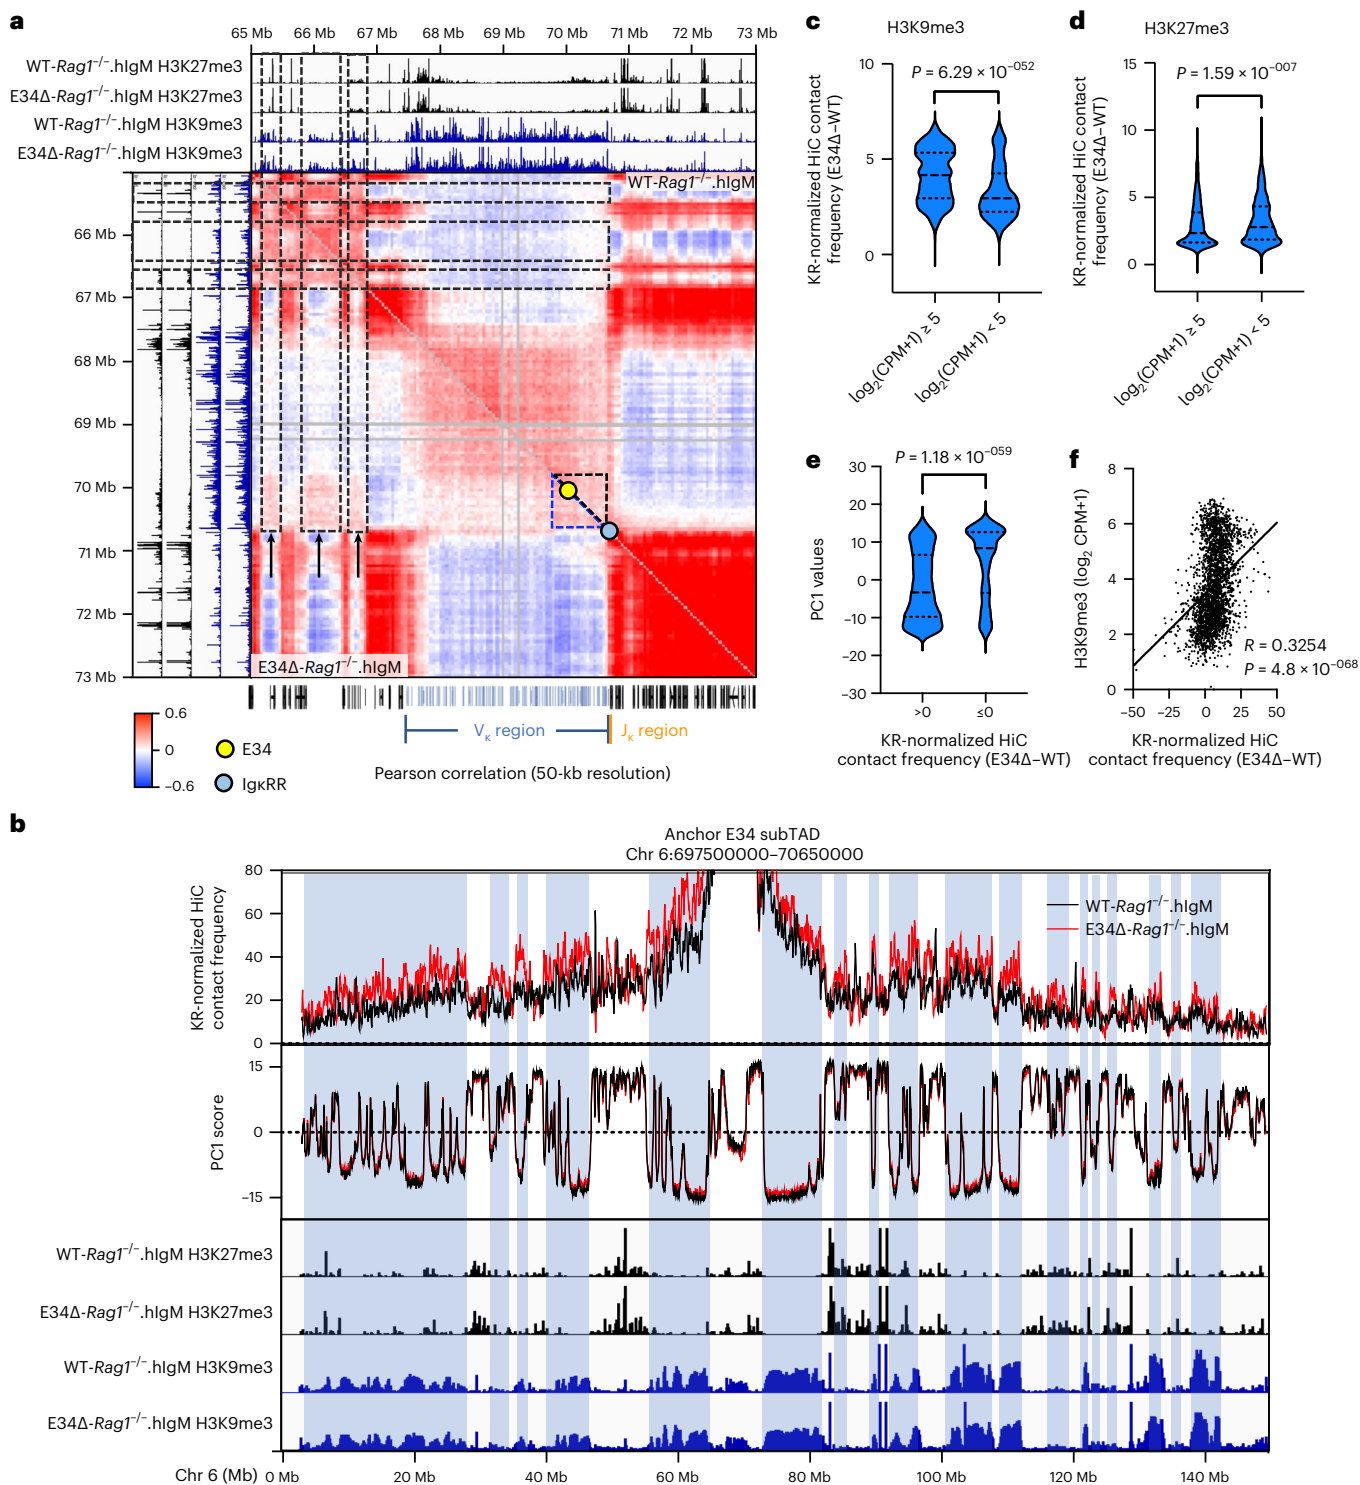 a
65 Mb 66 Mb 67 Mb 68 Mb 69 Mb 70 Mb 71 Mb 72 Mb 73 Mb
WT-Rag1–/–.hIgM H3K27me3
E34Δ-Rag1–/–.hIgM H3K27me3
WT-Rag1–/–.hIgM H3K9me3
E34Δ-Rag1–/–.hIgM H3K9me3
WT-Rag1–/–.hIgM
66 Mb
67 Mb
68 Mb
69 Mb
70 Mb
71 Mb
72 Mb
73 Mb
E34Δ-Rag1–/–.hIgM
0.6
0
–0.6
E34
IgκRR
Vκ region
Jκ region
Pearson correlation (50-kb resolution)
c
H3K9me3
KR-normalized HiC contact
frequency (E34Δ–WT)
10
5
0
P = 6.29 × 10–052
log2(CPM+1) ≥ 5
log2(CPM+1) < 5
d
H3K27me3
KR-normalized HiC contact
frequency (E34Δ–WT)
15
10
5
0
P = 1.59 × 10–007
log2(CPM+1) ≥ 5
log2(CPM+1) < 5
e
P = 1.18 × 10–059
PC1 values
30
20
10
0
–10
–20
–30
>0 ≤0
KR-normalized HiC
contact frequency (E34Δ–WT)
f
H3K9me3 (log2 CPM+1)
8
6
4
2
0
R = 0.3254
P = 4.8 × 10–068
–50 –25 0 25 50
KR-normalized HiC
contact frequency (E34Δ–WT)
b
Anchor E34 subTAD
Chr 6:697500000–70650000
KR-normalized HiC
contact frequency
80
60
40
20
0
WT-Rag1–/–.hIgM
E34Δ-Rag1–/–.hIgM
PC1 score
15
0
–15
WT-Rag1–/–.hIgM H3K27me3
E34Δ-Rag1–/–.hIgM H3K27me3
WT-Rag1–/–.hIgM H3K9me3
E34Δ-Rag1–/–.hIgM H3K9me3
Chr 6 (Mb) 0 Mb 20 Mb 40 Mb 60 Mb 80 Mb 100 Mb 120 Mb 140 Mb